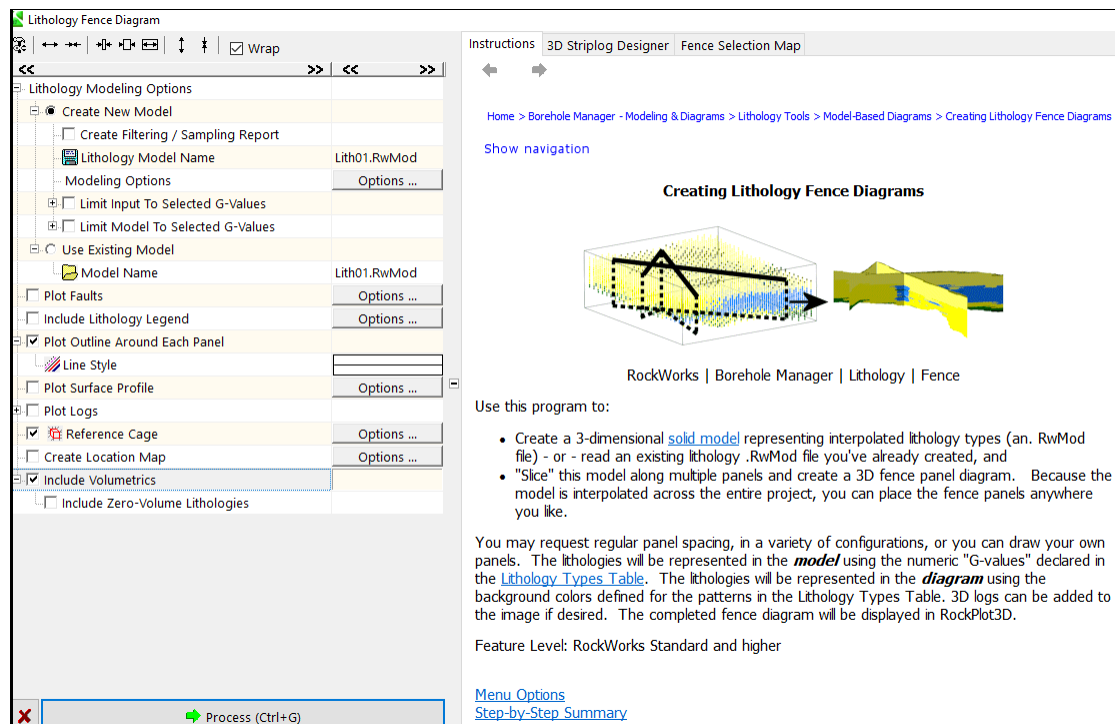 Lithology Fence Diagram
Wrap
<< >> << >>
Lithology Modeling Options
Create New Model
Create Filtering / Sampling Report
Lithology Model Name Lith01.RwMod
Modeling Options Options ...
Limit Input To Selected G-Values
Limit Model To Selected G-Values
Use Existing Model
Model Name Lith01.RwMod
Plot Faults Options ...
Include Lithology Legend Options ...
Plot Outline Around Each Panel
Line Style
Plot Surface Profile Options ...
Plot Logs
Reference Cage Options ...
Create Location Map Options ...
Include Volumetrics
Include Zero-Volume Lithologies
Process (Ctrl+G)
Instructions 3D Striplog Designer Fence Selection Map
Home > Borehole Manager - Modeling & Diagrams > Lithology Tools > Model-Based Diagrams > Creating Lithology Fence Diagrams
Show navigation
Creating Lithology Fence Diagrams
RockWorks | Borehole Manager | Lithology | Fence
Use this program to:
• Create a 3-dimensional solid model representing interpolated lithology types (an. RwMod
file) - or - read an existing lithology .RwMod file you've already created, and
• "Slice" this model along multiple panels and create a 3D fence panel diagram. Because the
model is interpolated across the entire project, you can place the fence panels anywhere
you like.
You may request regular panel spacing, in a variety of configurations, or you can draw your own
panels. The lithologies will be represented in the model using the numeric "G-values" declared in
the Lithology Types Table. The lithologies will be represented in the diagram using the
background colors defined for the patterns in the Lithology Types Table. 3D logs can be added to
the image if desired. The completed fence diagram will be displayed in RockPlot3D.
Feature Level: RockWorks Standard and higher
Menu Options
Step-by-Step Summary